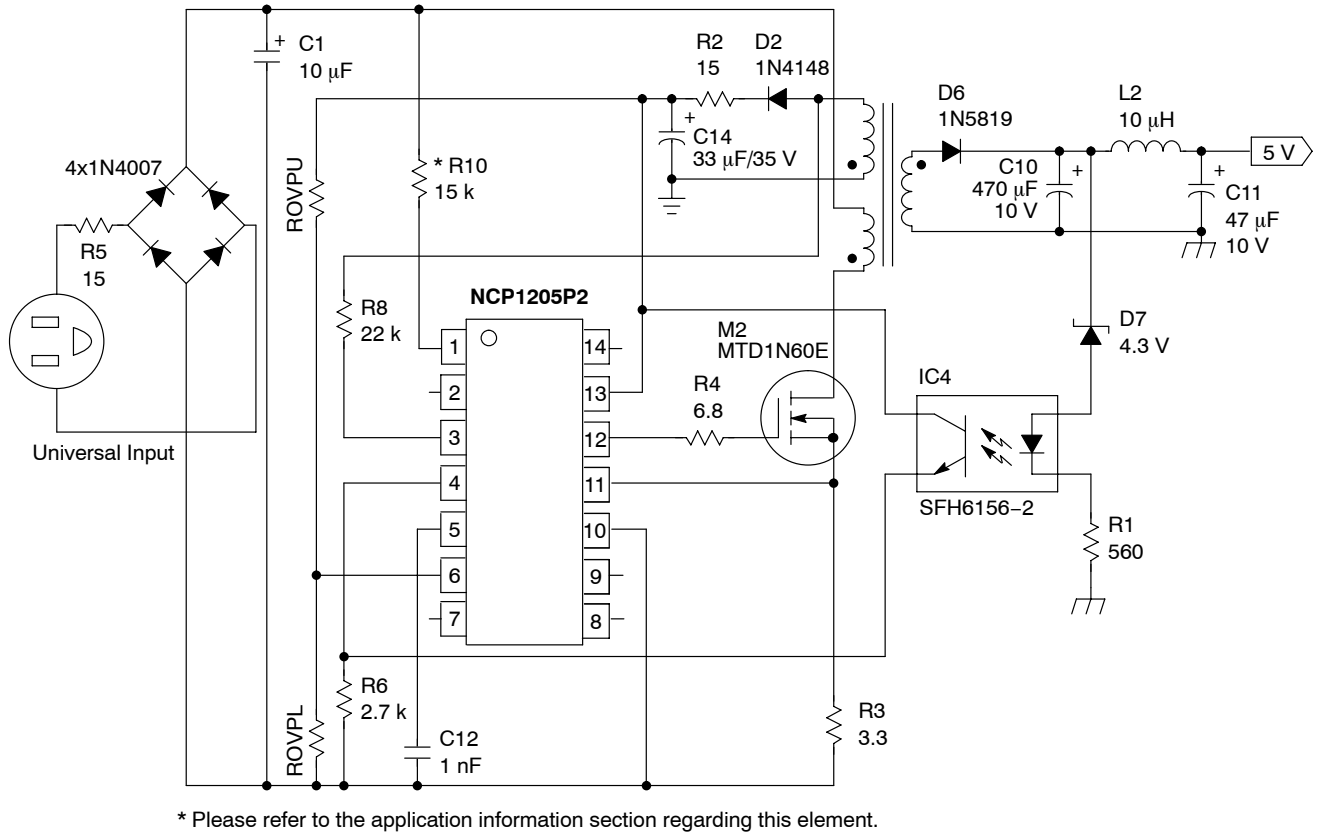 C1
10 μF
R2
15
D2
1N4148
D6
1N5819
L2
10 μH
+
+
C14
33 μF/35 V
4x1N4007
* R10
15 k
ROVPU
C10
470 μF
10 V
+
+
C11
47 μF
10 V
5 V
R5
15
NCP1205P2
R8
22 k
M2
MTD1N60E
D7
4.3 V
R4
6.8
IC4
Universal Input
1
2
3
4
5
6
7
14
13
12
11
10
9
8
SFH6156−2
R1
560
R6
2.7 k
ROVPL
C12
1 nF
R3
3.3
* Please refer to the application information section regarding this element.